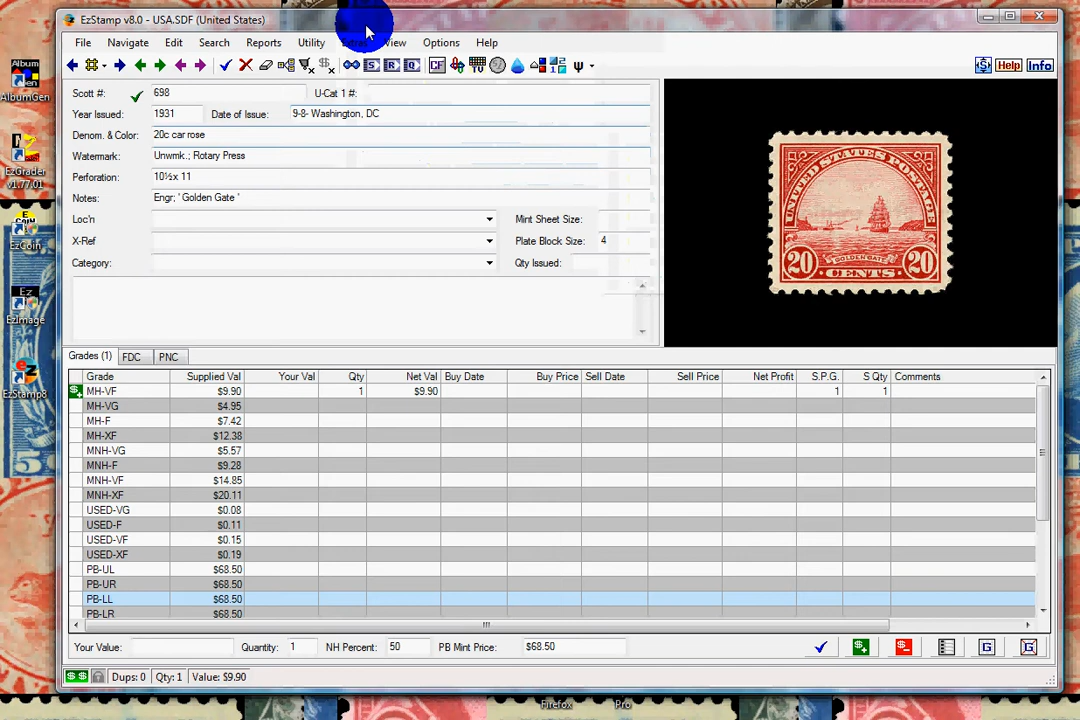 EzStamp v8.0 - USA.SDF (United States)
File Navigate Edit Search Reports Utility Extras View Options Help
S R Q CF TV Help Info
Scott #: 698 U-Cat 1 #:
Year Issued: 1931 Date of Issue: 9-8- Washington, DC
Denom. & Color: 20c car rose
Watermark: Unwmk.; Rotary Press
Perforation: 10½x 11
Notes: Engr; ' Golden Gate '
Loc'n Mint Sheet Size:
X-Ref Plate Block Size: 4
Category: Qty Issued:
UNITED STATES POSTAGE
GOLDEN GATE
20 CENTS 20
Grades (1) FDC PNC
Grade Supplied Val Your Val Qty Net Val Buy Date Buy Price Sell Date Sell Price Net Profit S.P.G. S Qty Comments
MH-VF $9.90 1 $9.90 1 1
MH-VG $4.95
MH-F $7.42
MH-XF $12.38
MNH-VG $5.57
MNH-F $9.28
MNH-VF $14.85
MNH-XF $20.11
USED-VG $0.08
USED-F $0.11
USED-VF $0.15
USED-XF $0.19
PB-UL $68.50
PB-UR $68.50
PB-LL $68.50
PB-LR $68.50
Your Value: Quantity: 1 NH Percent: 50 PB Mint Price: $68.50
G G
$ $ Dups: 0 Qty: 1 Value: $9.90
Album Gen
AlbumGen
EzGrader
v1.77.01
EzCoin
Ez
EzImage
EzStamp8
Firefox
Pro